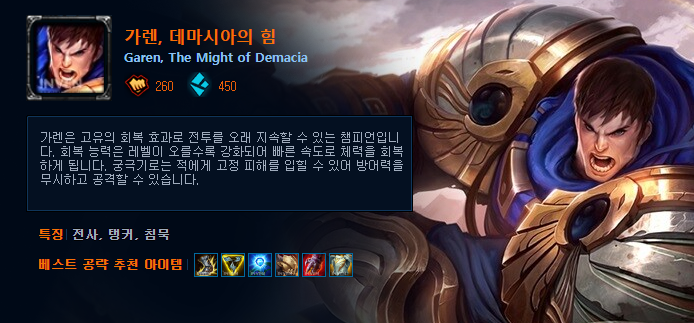 가렌, 데마시아의 힘
Garen, The Might of Demacia
260 450
가렌은 고유의 회복 효과로 전투를 오래 지속할 수 있는 챔피언입니
다. 회복 능력은 레벨이 오를수록 강화되어 빠른 속도로 체력을 회복
하게 됩니다. 궁극기로는 적에게 고정 피해를 입힐 수 있어 방어력을
무시하고 공격할 수 있습니다.
특징 | 전사, 탱커, 침묵
베스트 공략 추천 아이템 |